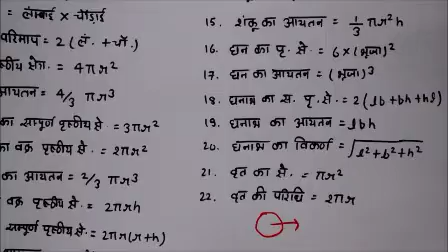 = लम्बाई × चौड़ाई
परिमाप = 2 ( लं. + चौ. )
= 4πr²
आयतन = 4/3 πr³
का सम्पूर्ण पृष्ठीय क्षे. = 3πr²
का वक्र पृष्ठीय क्षे. = 2πr²
का आयतन = 2/3 πr³
वक्र पृष्ठीय क्षे. = 2πrh
सम्पूर्ण पृष्ठीय क्षे. = 2πr(r+h)
15. शंकू का आयतन = 1/3 πr²h
16. घन का पृ. क्षे. = 6 × (भुजा)²
17. घन का आयतन = (भुजा)³
18. घनाभ का स. पृ. क्षे. = 2 ( lb + bh + hl )
19. घनाभ का आयतन = lbh
20. घनाभ का विकर्ण = √l²+b²+h²
21. वृत का क्षे. = πr²
22. वृत की परिधि = 2πr